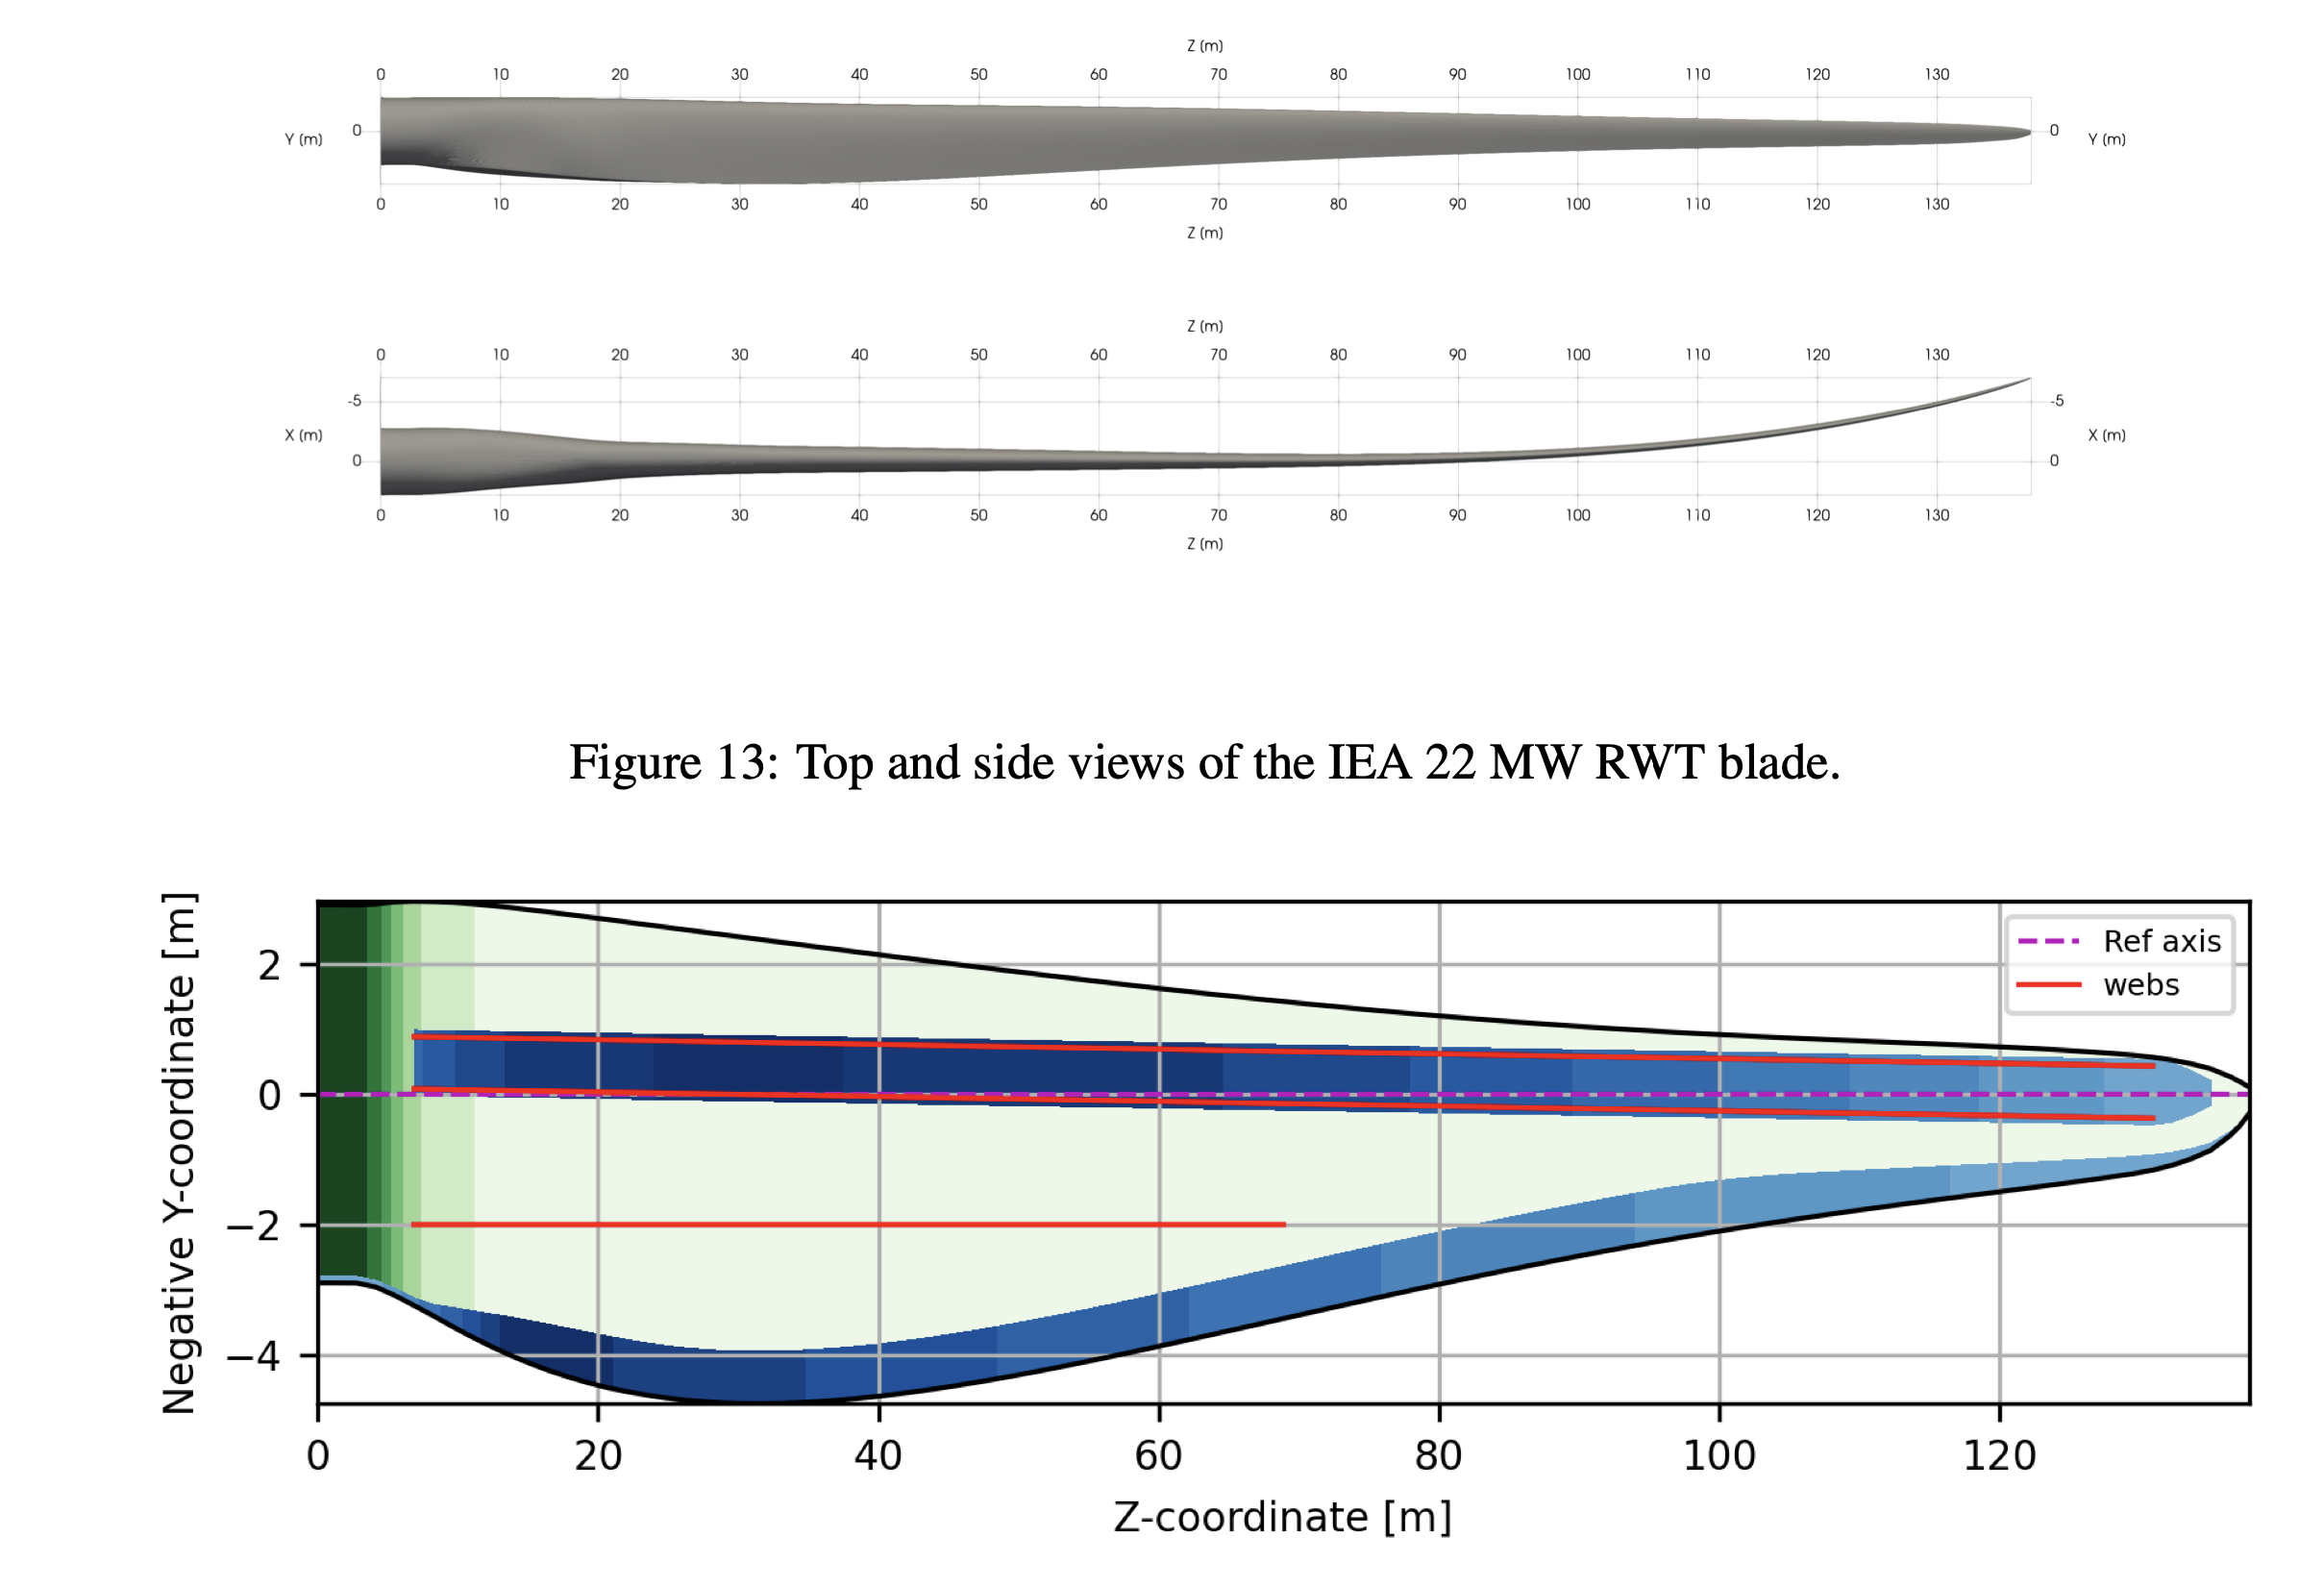 Z (m)
0 10 20 30 40 50 60 70 80 90 100 110 120 130
0 0
Y (m) Y (m)
0 10 20 30 40 50 60 70 80 90 100 110 120 130
Z (m)
Z (m)
0 10 20 30 40 50 60 70 80 90 100 110 120 130
-5 -5
X (m) X (m)
0 0
0 10 20 30 40 50 60 70 80 90 100 110 120 130
Z (m)
Figure 13: Top and side views of the IEA 22 MW RWT blade.
Negative Y-coordinate [m]
Ref axis
webs
2
0
−2
−4
0 20 40 60 80 100 120
Z-coordinate [m]